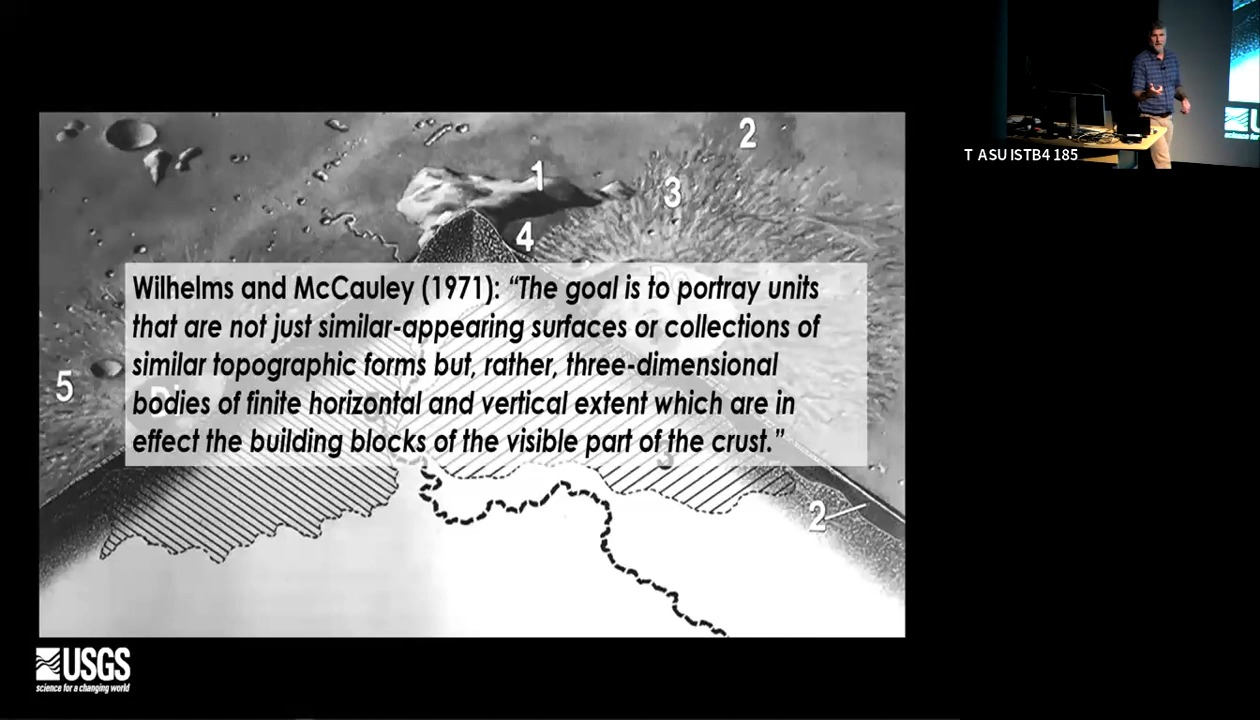 T ASU ISTB4 185
1
2
3
4
5
Wilhelms and McCauley (1971): “The goal is to portray units
that are not just similar-appearing surfaces or collections of
similar topographic forms but, rather, three-dimensional
bodies of finite horizontal and vertical extent which are in
effect the building blocks of the visible part of the crust.”
2
USGS
science for a changing world